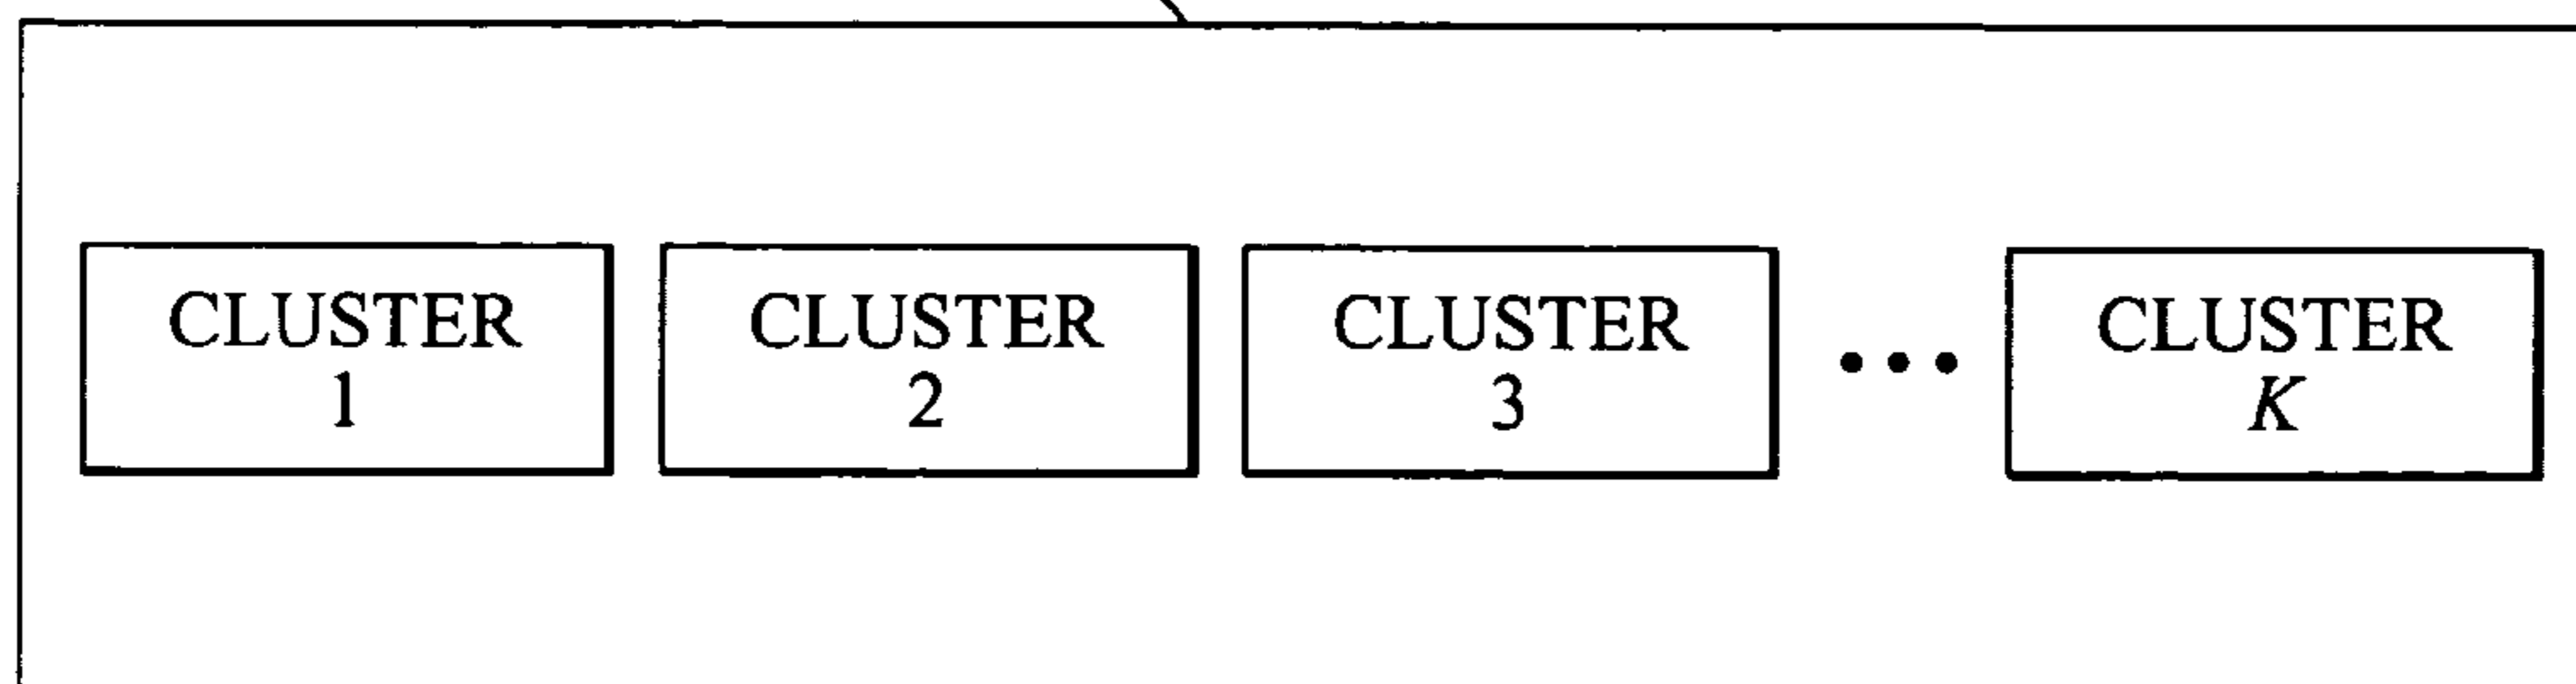 CLUSTER
1
CLUSTER
2
CLUSTER
3
• • •
CLUSTER
K